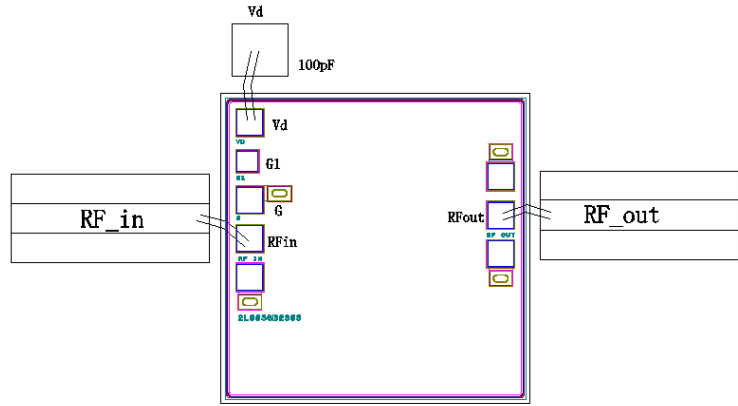 Vd
100pF
Vd
VD
G1
G1
G
G
RF_in
RFin
RF IN
RFout
RF OUT
RF_out